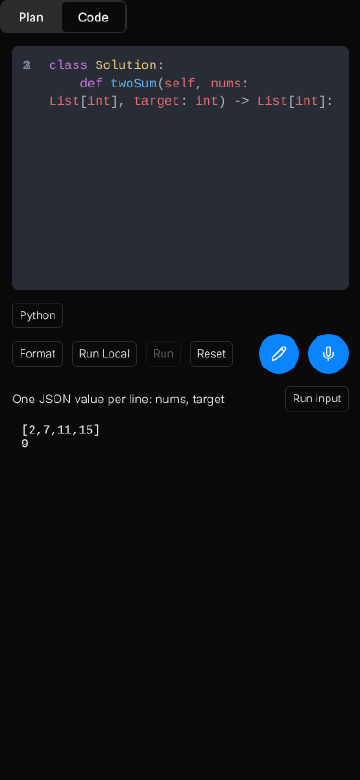 Plan
Code
class Solution:
def twoSum(self, nums:
List[int], target: int) -> List[int]:
Python
Format
Run Local
Run
Reset
One JSON value per line: nums, target
Run input
[2,7,11,15]
9